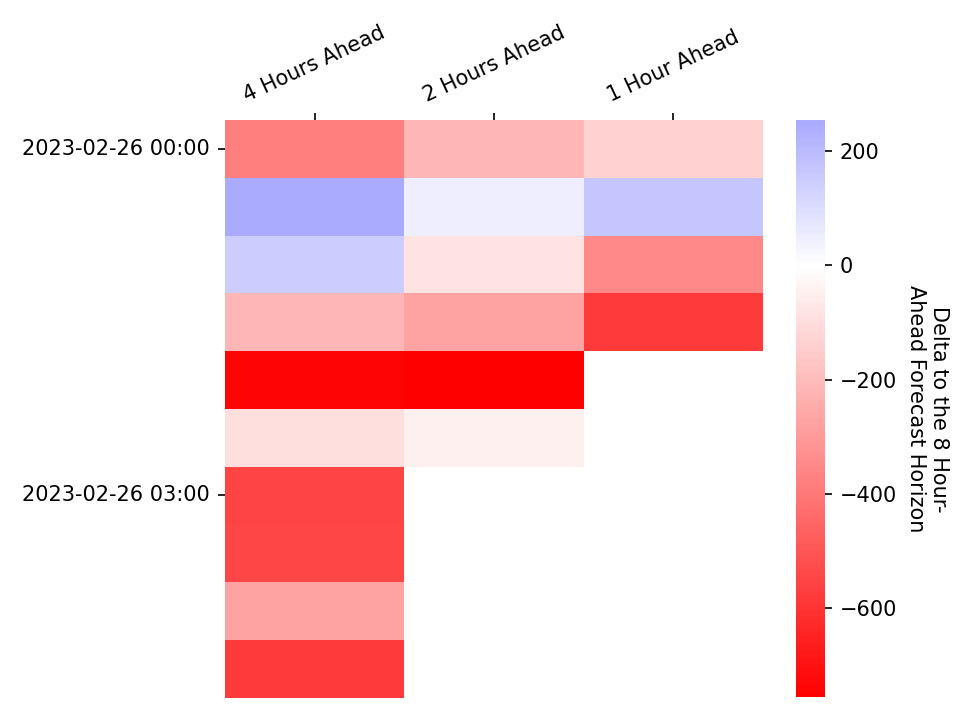 4 Hours Ahead
2 Hours Ahead
1 Hour Ahead
2023-02-26 00:00
2023-02-26 03:00
200
0
−200
−400
−600
Delta to the 8 Hour-
Ahead Forecast Horizon